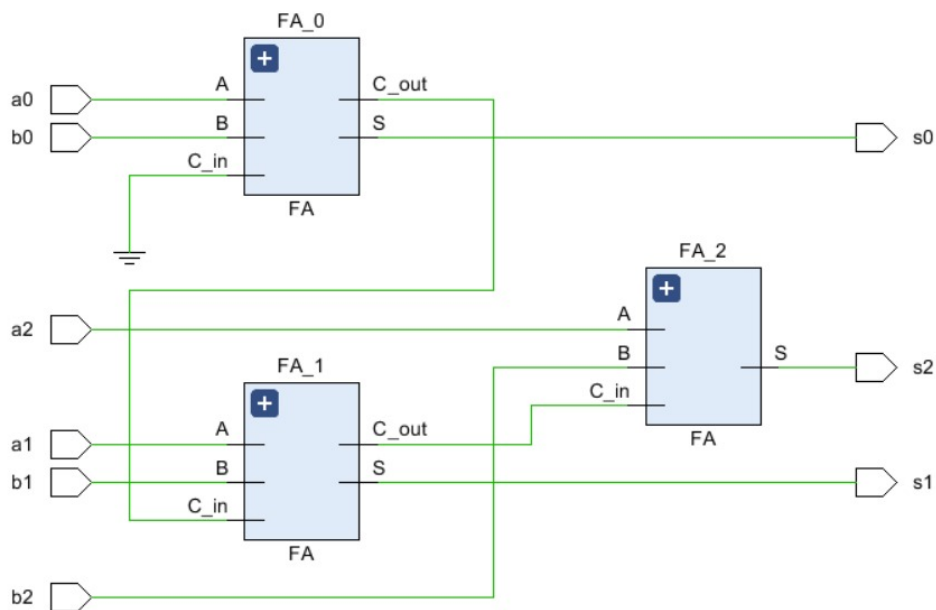 FA_0
A
C_out
a0
B
S
b0
s0
C_in
FA
FA_2
A
a2
B
S
s2
FA_1
C_in
A
C_out
FA
a1
B
S
b1
s1
C_in
FA
b2